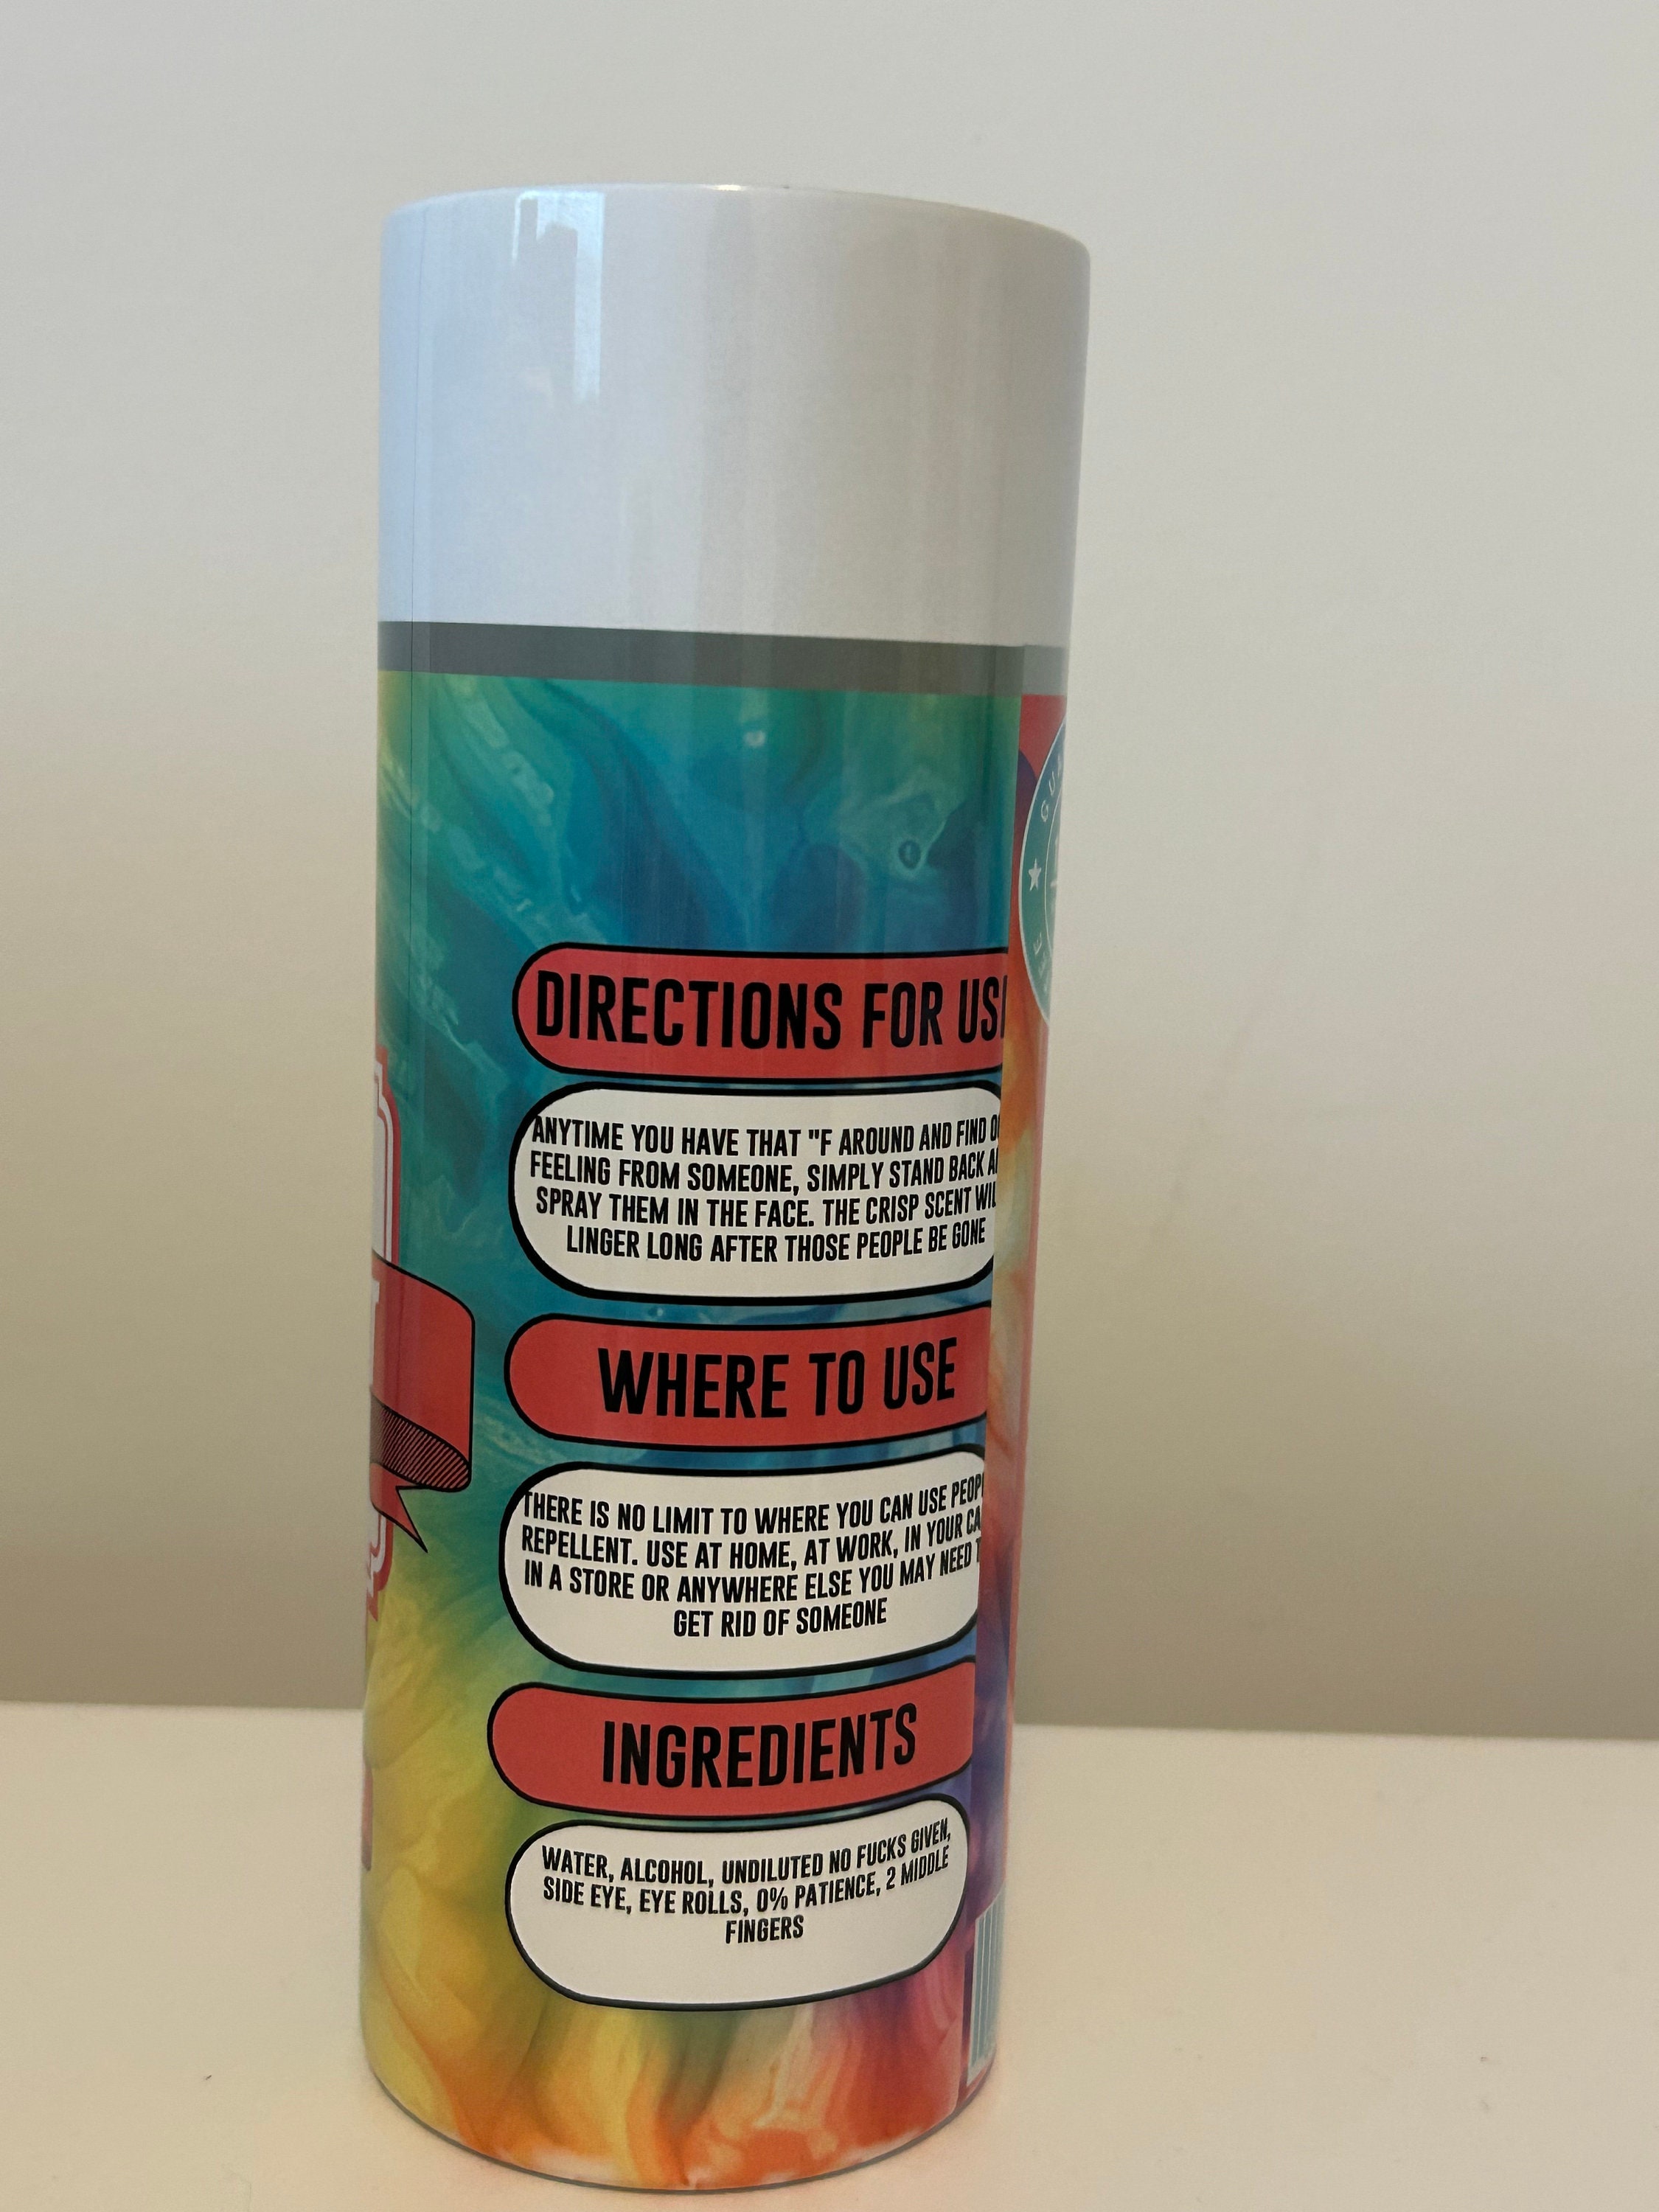 DIRECTIONS FOR USE
ANYTIME YOU HAVE THAT "F AROUND AND FIND
FEELING FROM SOMEONE, SIMPLY STAND BACK
SPRAY THEM IN THE FACE. THE CRISP SCENT WIL
LINGER LONG AFTER THOSE PEOPLE BE GONE
WHERE TO USE
THERE IS NO LIMIT TO WHERE YOU CAN USE PEOP
REPELLENT. USE AT HOME, AT WORK, IN YOUR CA
IN A STORE OR ANYWHERE ELSE YOU MAY NEED T
GET RID OF SOMEONE
INGREDIENTS
WATER, ALCOHOL, UNDILUTED NO FUCKS GIVEN,
SIDE EYE, EYE ROLLS, 0% PATIENCE, 2 MIDDLE
FINGERS